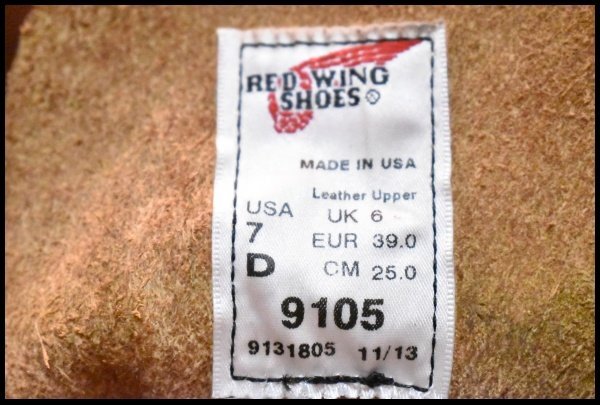 RED WING
SHOES®
MADE IN USA
Leather Upper
USA UK 6
7 EUR 39.0
D CM 25.0
9105
9131805 11/13